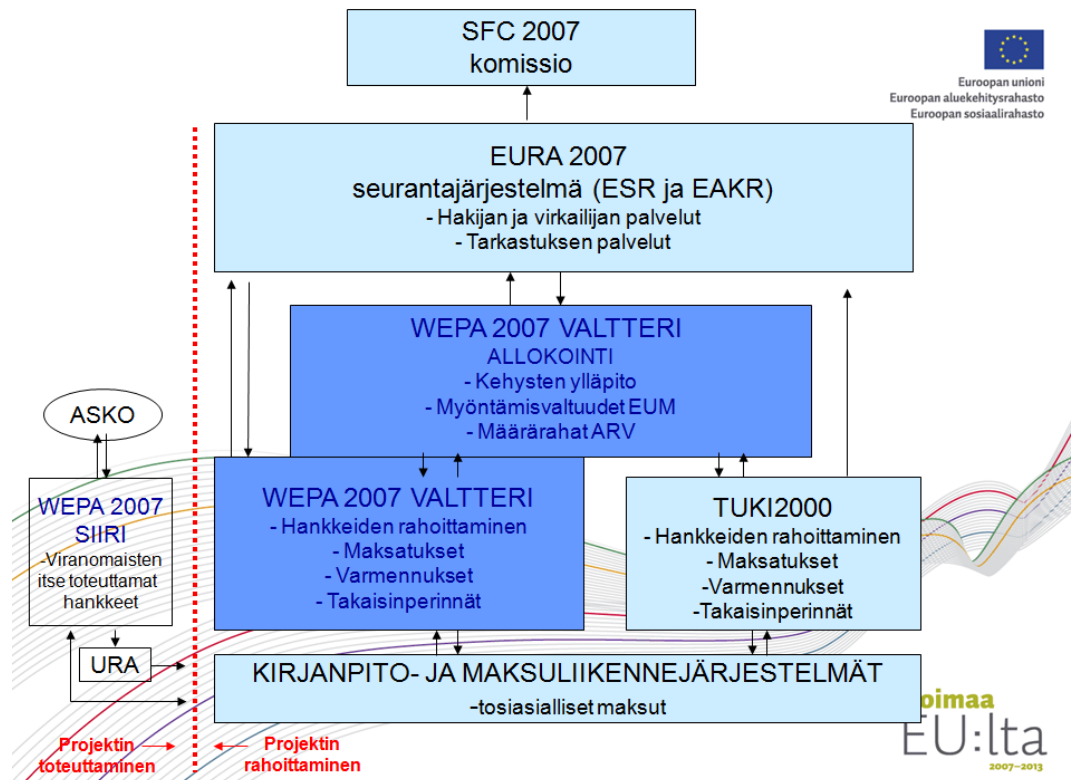 SFC 2007
komissio
Euroopan unioni
Euroopan aluekehitysrahasto
Euroopan sosiaalirahasto
EURA 2007
seurantajärjestelmä (ESR ja EAKR)
- Hakijan ja virkailijan palvelut
- Tarkastuksen palvelut
WEPA 2007 VALTTERI
ALLOKOINTI
- Kehysten ylläpito
- Myöntämisvaltuudet EUM
- Määrärahat ARV
ASKO
WEPA 2007
SIIRI
-Viranomaisten
itse toteuttamat
hankkeet
URA
WEPA 2007 VALTTERI
- Hankkeiden rahoittaminen
- Maksatukset
- Varmennukset
- Takaisinperinnät
TUKI2000
- Hankkeiden rahoittaminen
- Maksatukset
-Varmennukset
-Takaisinperinnät
KIRJANPITO- JA MAKSULIIKENNEJÄRJESTELMÄT
-tosiasialliset maksut
Projektin
toteuttaminen
Projektin
rahoittaminen
oimaa
EU:lta
2007–2013